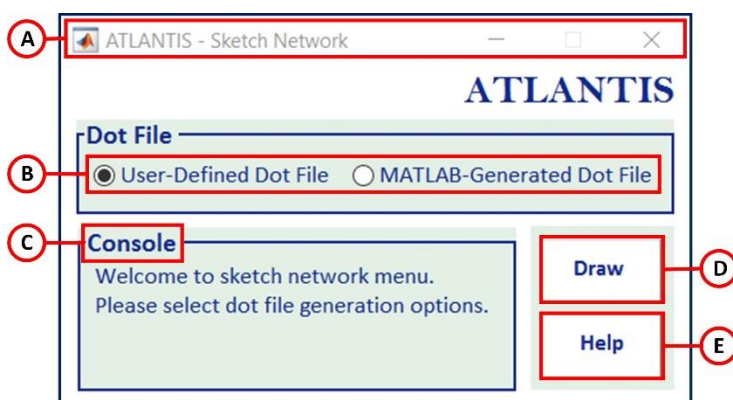 A
ATLANTIS - Sketch Network
ATLANTIS
Dot File
B
User-Defined Dot File MATLAB-Generated Dot File
C
Console
Welcome to sketch network menu.
Please select dot file generation options.
Draw
D
Help
E